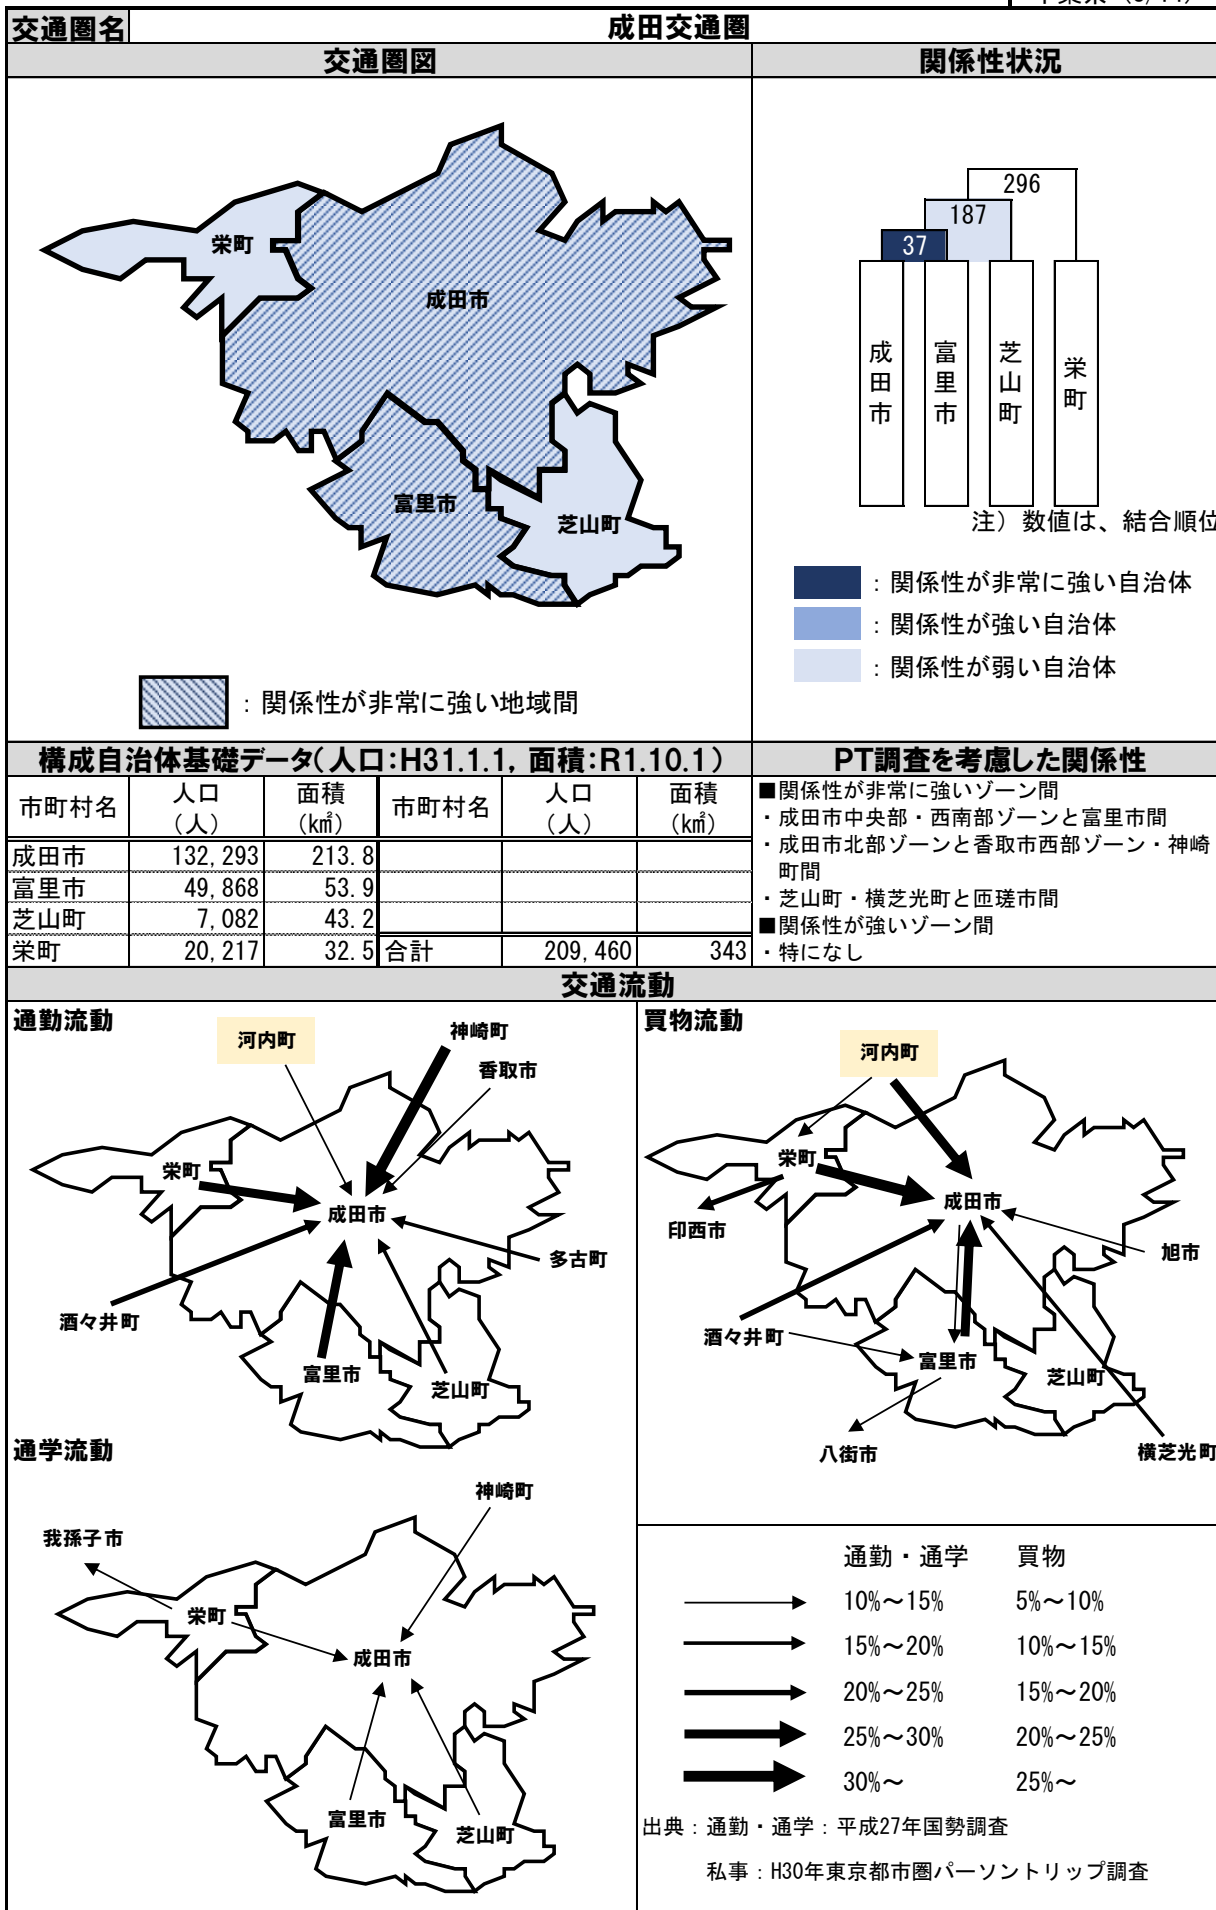 交通圏名 成田交通圏
交通圏図 関係性状況
栄町
成田市
富里市
芝山町
：関係性が非常に強い地域間
296
187
37
成田市 富里市 芝山町 栄町
注）数値は、結合順位
：関係性が非常に強い自治体
：関係性が強い自治体
：関係性が弱い自治体
構成自治体基礎データ（人口：H31.1.1，面積：R1.10.1） PT調査を考慮した関係性
市町村名 人口（人） 面積（k㎡） 市町村名 人口（人） 面積（k㎡）
成田市 132,293 213.8
富里市 49,868 53.9
芝山町 7,082 43.2
栄町 20,217 32.5 合計 209,460 343
■関係性が非常に強いゾーン間
・成田市中央部・西南部ゾーンと富里市間
・成田市北部ゾーンと香取市西部ゾーン・神崎
町間
・芝山町・横芝光町と匝瑳市間
■関係性が強いゾーン間
・特になし
交通流動
通勤流動
河内町
神崎町
香取市
栄町
成田市
多古町
酒々井町
富里市
芝山町
買物流動
河内町
栄町
成田市
印西市
旭市
酒々井町
富里市
芝山町
八街市
横芝光町
通学流動
神崎町
我孫子市
栄町
成田市
富里市
芝山町
通勤・通学 買物
10%～15% 5%～10%
15%～20% 10%～15%
20%～25% 15%～20%
25%～30% 20%～25%
30%～ 25%～
出典：通勤・通学：平成27年国勢調査
私事：H30年東京都市圏パーソントリップ調査